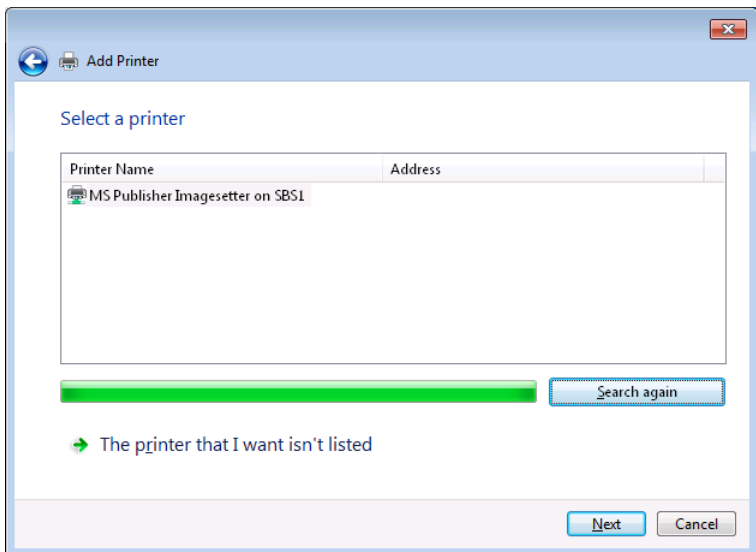 Add Printer
Select a printer
Printer Name Address
MS Publisher Imagesetter on SBS1
Search again
The printer that I want isn't listed
Next Cancel